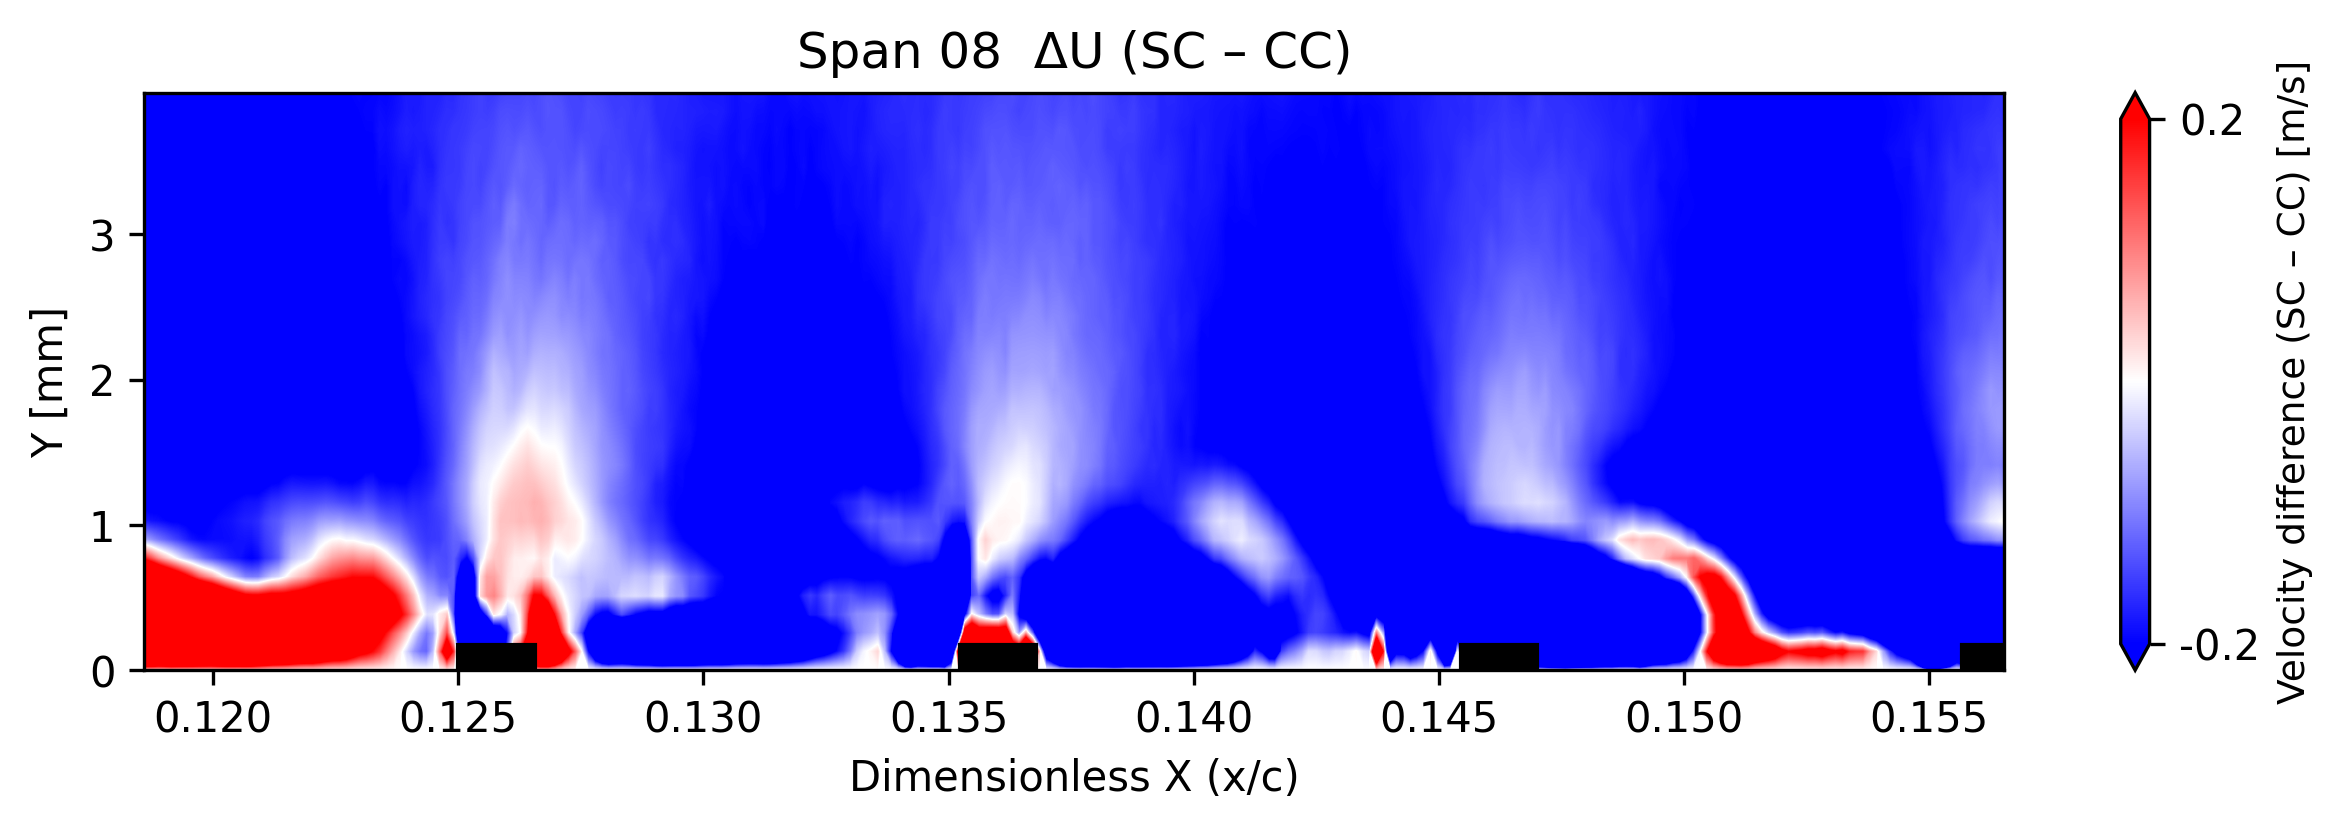 Span 08  ΔU (SC – CC)
3
2
1
0
Y [mm]
0.120 0.125 0.130 0.135 0.140 0.145 0.150 0.155
Dimensionless X (x/c)
0.2
-0.2
Velocity difference (SC – CC) [m/s]